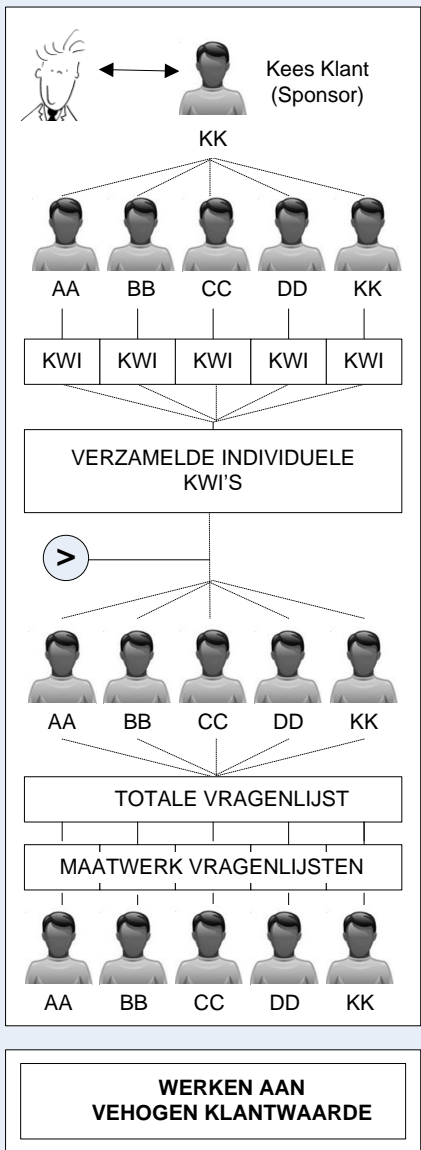 Kees Klant
(Sponsor)
KK
AA BB CC DD KK
KWI KWI KWI KWI KWI
VERZAMELDE INDIVIDUELE
KWI'S
>
AA BB CC DD KK
TOTALE VRAGENLIJST
MAATWERK VRAGENLIJSTEN
AA BB CC DD KK
WERKEN AAN
VEHOGEN KLANTWAARDE